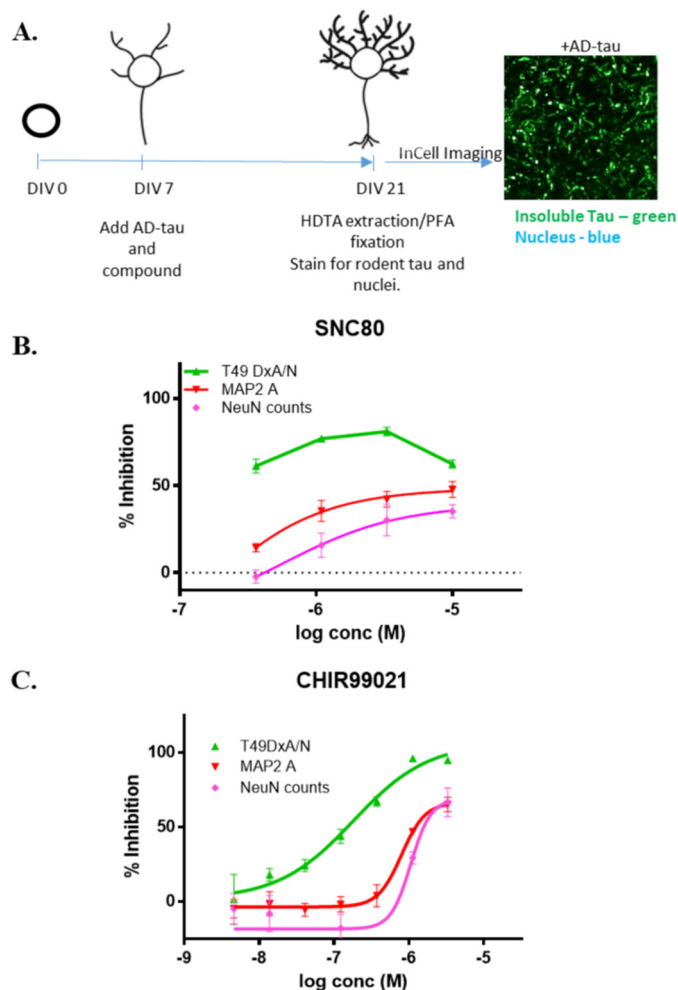 A.
+AD-tau
InCell Imaging
DIV 0
DIV 7
DIV 21
Add AD-tau
and
compound
HDTA extraction/PFA
fixation
Stain for rodent tau and
nuclei.
Insoluble Tau – green
Nucleus - blue
B.
SNC80
T49 DxA/N
MAP2 A
NeuN counts
% Inhibition
100
50
0
-7
-6
-5
log conc (M)
C.
CHIR99021
T49DxA/N
MAP2 A
NeuN counts
% Inhibition
100
50
0
-9
-8
-7
-6
-5
log conc (M)